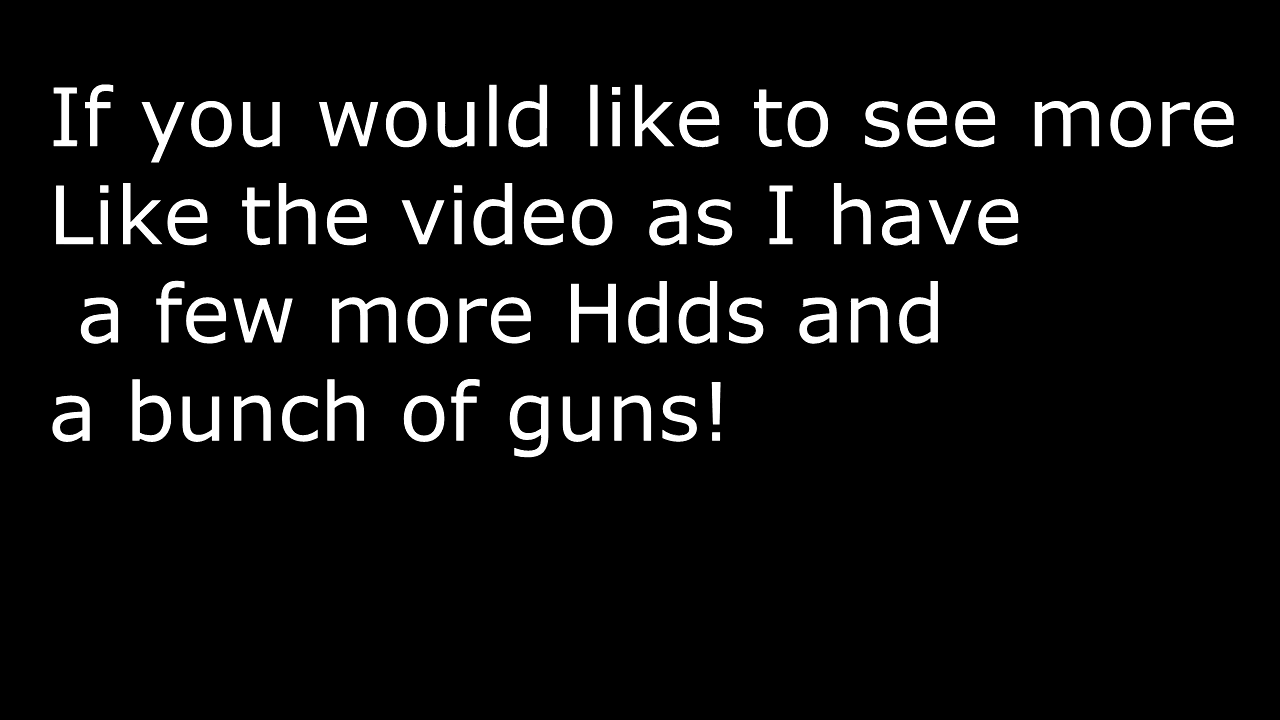 If you would like to see more
Like the video as I have
a few more Hdds and
a bunch of guns!